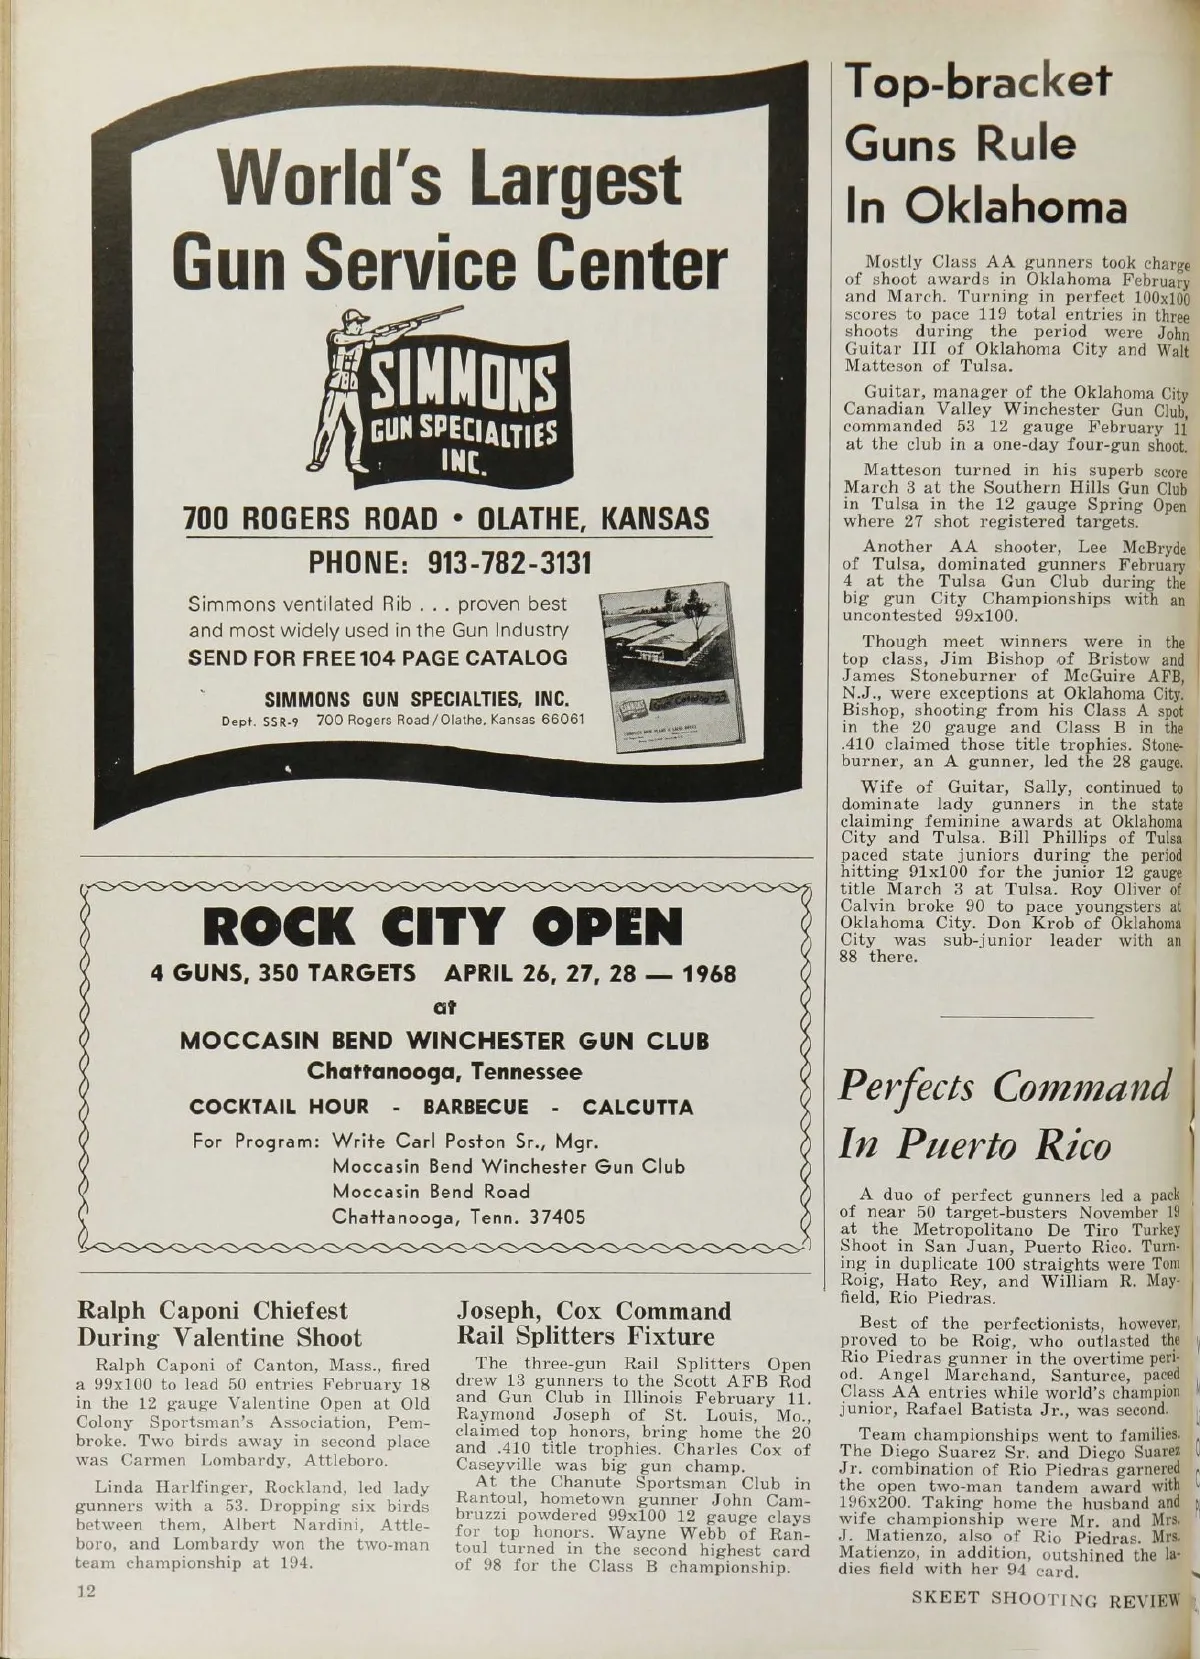 World's Largest
Gun Service Center
SIMMONS
GUN SPECIALTIES
INC.
700 ROGERS ROAD • OLATHE, KANSAS
PHONE: 913-782-3131
Simmons ventilated Rib . . . proven best
and most widely used in the Gun Industry
SEND FOR FREE 104 PAGE CATALOG
SIMMONS GUN SPECIALTIES, INC.
Dept. SSR-9 700 Rogers Road/Olathe, Kansas 66061
SIMMONS
Gun Catalog
ROCK CITY OPEN
4 GUNS, 350 TARGETS APRIL 26, 27, 28 — 1968
at
MOCCASIN BEND WINCHESTER GUN CLUB
Chattanooga, Tennessee
COCKTAIL HOUR - BARBECUE - CALCUTTA
For Program: Write Carl Poston Sr., Mgr.
Moccasin Bend Winchester Gun Club
Moccasin Bend Road
Chattanooga, Tenn. 37405
Ralph Caponi Chiefest
During Valentine Shoot
Ralph Caponi of Canton, Mass., fired
a 99x100 to lead 50 entries February 18
in the 12 gauge Valentine Open at Old
Colony Sportsman's Association, Pem-
broke. Two birds away in second place
was Carmen Lombardy, Attleboro.
Linda Harlfinger, Rockland, led lady
gunners with a 53. Dropping six birds
between them, Albert Nardini, Attle-
boro, and Lombardy won the two-man
team championship at 194.
12
Joseph, Cox Command
Rail Splitters Fixture
The three-gun Rail Splitters Open
drew 13 gunners to the Scott AFB Rod
and Gun Club in Illinois February 11.
Raymond Joseph of St. Louis, Mo.,
claimed top honors, bring home the 20
and .410 title trophies. Charles Cox of
Caseyville was big gun champ.
At the Chanute Sportsman Club in
Rantoul, hometown gunner John Cam-
bruzzi powdered 99x100 12 gauge clays
for top honors. Wayne Webb of Ran-
toul turned in the second highest card
of 98 for the Class B championship.
Top-bracket
Guns Rule
In Oklahoma
Mostly Class AA gunners took charge
of shoot awards in Oklahoma February
and March. Turning in perfect 100x100
scores to pace 119 total entries in three
shoots during the period were John
Guitar III of Oklahoma City and Walt
Matteson of Tulsa.
Guitar, manager of the Oklahoma City
Canadian Valley Winchester Gun Club,
commanded 53 12 gauge February 11
at the club in a one-day four-gun shoot.
Matteson turned in his superb score
March 3 at the Southern Hills Gun Club
in Tulsa in the 12 gauge Spring Open
where 27 shot registered targets.
Another AA shooter, Lee McBryde
of Tulsa, dominated gunners February
4 at the Tulsa Gun Club during the
big gun City Championships with an
uncontested 99x100.
Though meet winners were in the
top class, Jim Bishop of Bristow and
James Stoneburner of McGuire AFB,
N.J., were exceptions at Oklahoma City.
Bishop, shooting from his Class A spot
in the 20 gauge and Class B in the
.410 claimed those title trophies. Stone-
burner, an A gunner, led the 28 gauge.
Wife of Guitar, Sally, continued to
dominate lady gunners in the state
claiming feminine awards at Oklahoma
City and Tulsa. Bill Phillips of Tulsa
paced state juniors during the period
hitting 91x100 for the junior 12 gauge
title March 3 at Tulsa. Roy Oliver of
Calvin broke 90 to pace youngsters at
Oklahoma City. Don Krob of Oklahoma
City was sub-junior leader with an
88 there.
Perfects Command
In Puerto Rico
A duo of perfect gunners led a pack
of near 50 target-busters November 19
at the Metropolitano De Tiro Turkey
Shoot in San Juan, Puerto Rico. Turn-
ing in duplicate 100 straights were Tom
Roig, Hato Rey, and William R. May-
field, Rio Piedras.
Best of the perfectionists, however,
proved to be Roig, who outlasted the
Rio Piedras gunner in the overtime peri-
od. Angel Marchand, Santurce, paced
Class AA entries while world's champion
junior, Rafael Batista Jr., was second.
Team championships went to families.
The Diego Suarez Sr. and Diego Suarez
Jr. combination of Rio Piedras garnered
the open two-man tandem award with
196x200. Taking home the husband and
wife championship were Mr. and Mrs.
J. Matienzo, also of Rio Piedras. Mrs.
Matienzo, in addition, outshined the la-
dies field with her 94 card.
SKEET SHOOTING REVIEW